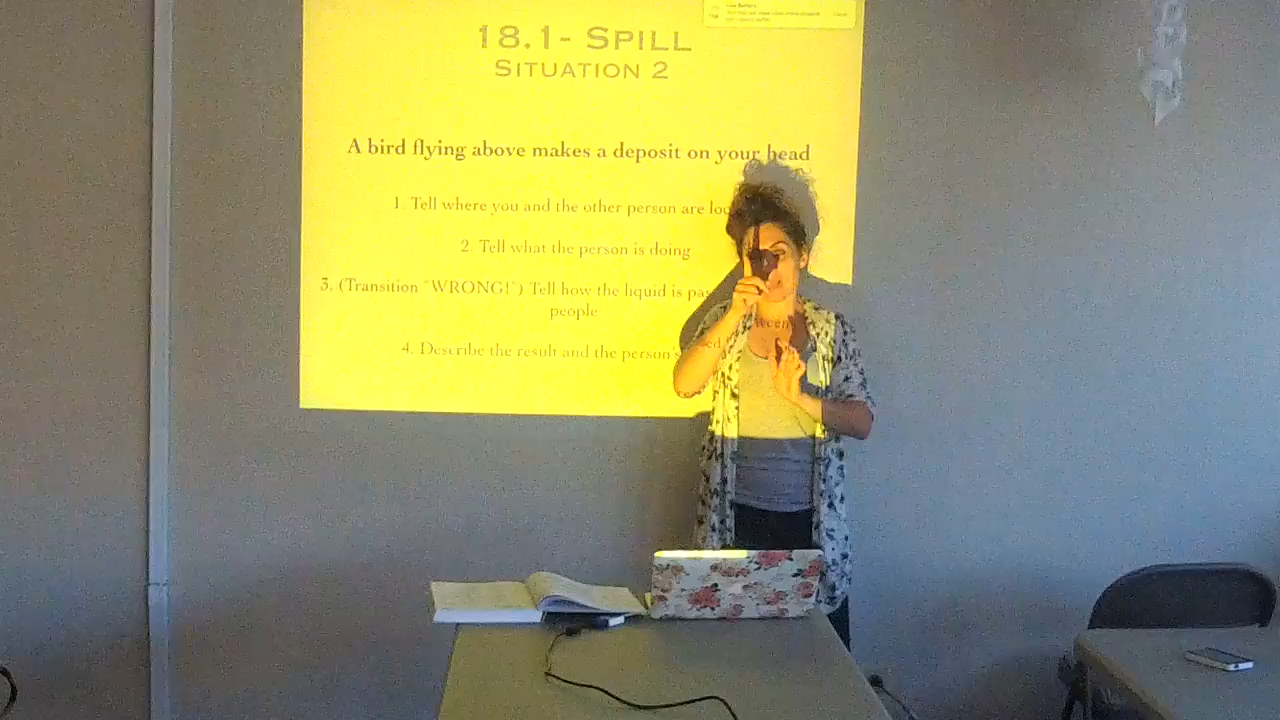 Low Battery
18.1- SPILL
SITUATION 2
A bird flying above makes a deposit on your head
1. Tell where you and the other person are
2. Tell what the person is doing
3. (Transition "WRONG!") Tell how the liquid is
people
4. Describe the result and the person's